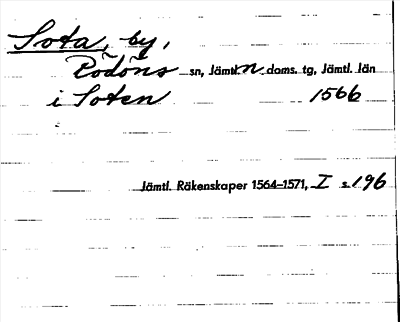 Sota, by,
Rödöns sn, Jämtl. n. doms. tg, Jämtl. län
i Soten 1566
Jämtl. Räkenskaper 1564–1571, I s. 196